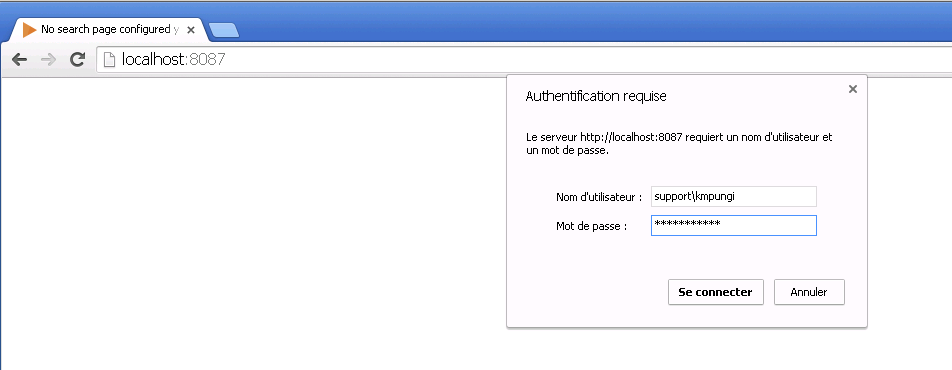 No search page configured y
localhost:8087
Authentification requise
Le serveur http://localhost:8087 requiert un nom d'utilisateur et
un mot de passe.
Nom d'utilisateur : support\kmpungi
Mot de passe : ***********
Se connecter Annuler